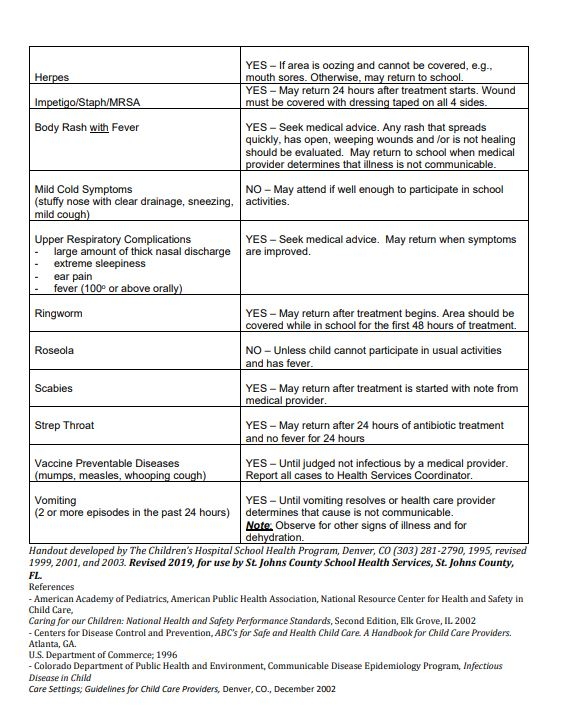 Herpes
YES – If area is oozing and cannot be covered, e.g.,
mouth sores. Otherwise, may return to school.
Impetigo/Staph/MRSA
YES – May return 24 hours after treatment starts. Wound
must be covered with dressing taped on all 4 sides.
Body Rash with Fever
YES – Seek medical advice. Any rash that spreads
quickly, has open, weeping wounds and /or is not healing
should be evaluated.  May return to school when medical
provider determines that illness is not communicable.
Mild Cold Symptoms
(stuffy nose with clear drainage, sneezing,
mild cough)
NO – May attend if well enough to participate in school
activities.
Upper Respiratory Complications
- large amount of thick nasal discharge
- extreme sleepiness
- ear pain
- fever (100º or above orally)
YES – Seek medical advice.  May return when symptoms
are improved.
Ringworm
YES – May return after treatment begins. Area should be
covered while in school for the first 48 hours of treatment.
Roseola
NO – Unless child cannot participate in usual activities
and has fever.
Scabies
YES – May return after treatment is started with note from
medical provider.
Strep Throat
YES – May return after 24 hours of antibiotic treatment
and no fever for 24 hours
Vaccine Preventable Diseases
(mumps, measles, whooping cough)
YES – Until judged not infectious by a medical provider.
Report all cases to Health Services Coordinator.
Vomiting
(2 or more episodes in the past 24 hours)
YES – Until vomiting resolves or health care provider
determines that cause is not communicable.
Note: Observe for other signs of illness and for
dehydration.
Handout developed by The Children's Hospital School Health Program, Denver, CO (303) 281-2790, 1995, revised
1999, 2001, and 2003. Revised 2019, for use by St. Johns County School Health Services, St. Johns County,
FL.
References
- American Academy of Pediatrics, American Public Health Association, National Resource Center for Health and Safety in
Child Care,
Caring for our Children: National Health and Safety Performance Standards, Second Edition, Elk Grove, IL 2002
- Centers for Disease Control and Prevention, ABC's for Safe and Health Child Care. A Handbook for Child Care Providers.
Atlanta, GA.
U.S. Department of Commerce; 1996
- Colorado Department of Public Health and Environment, Communicable Disease Epidemiology Program, Infectious
Disease in Child
Care Settings; Guidelines for Child Care Providers, Denver, CO., December 2002